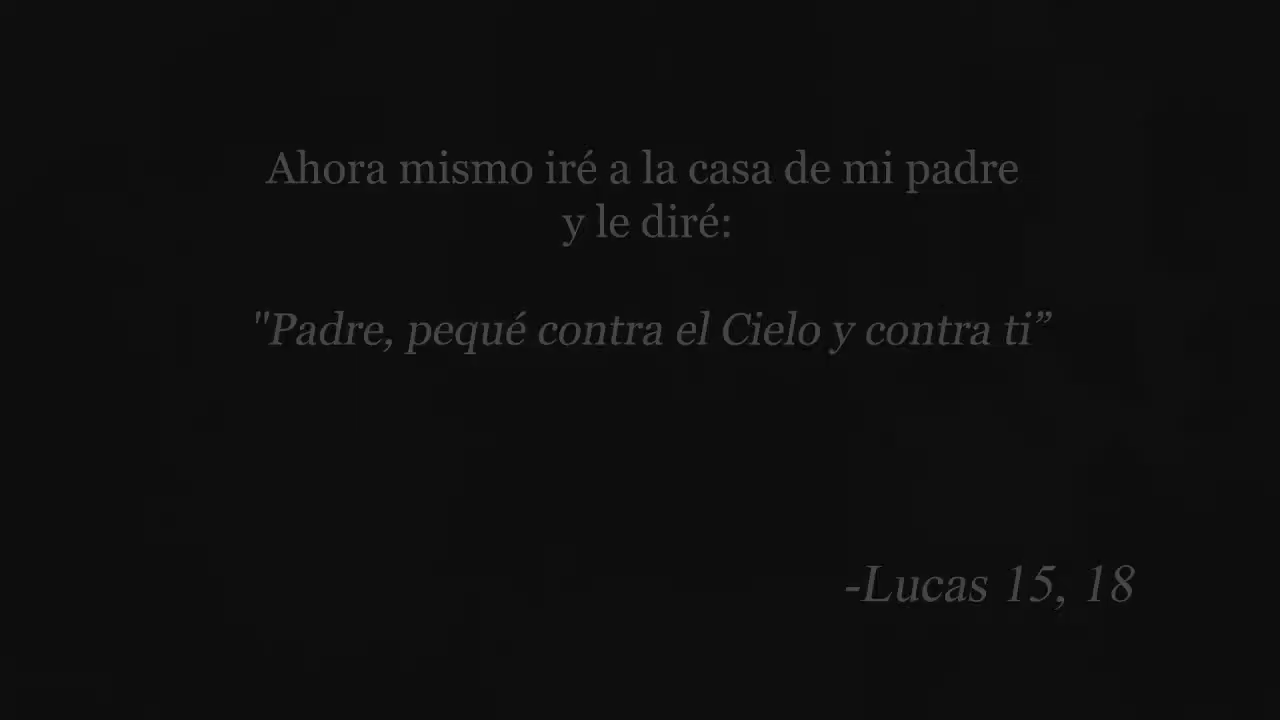 Ahora mismo iré a la casa de mi padre
y le diré:
"Padre, pequé contra el Cielo y contra ti”
-Lucas 15, 18